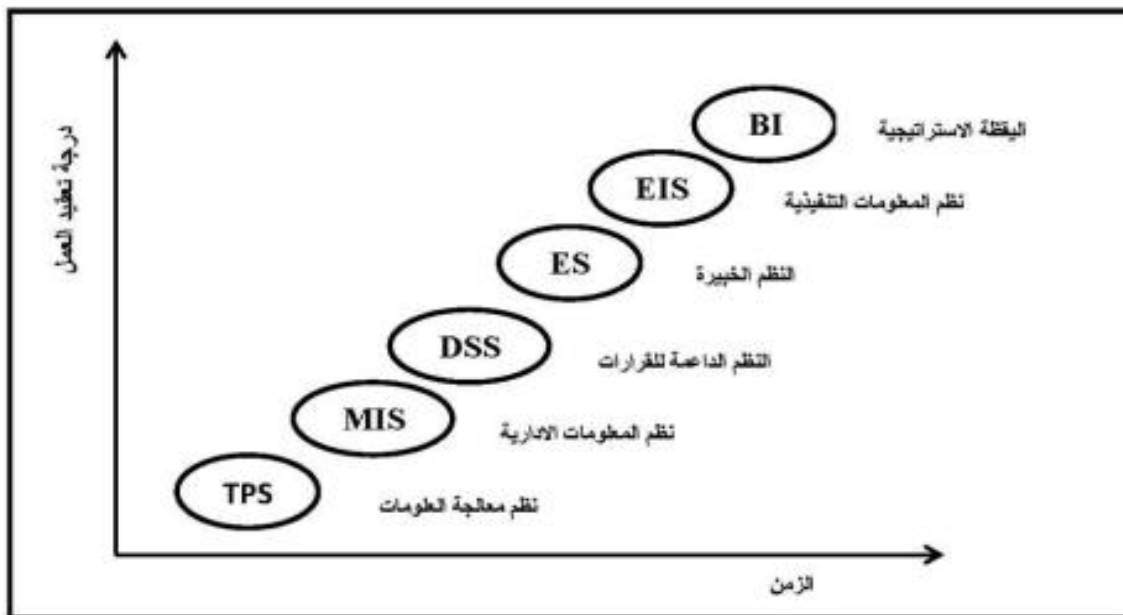 درجة تعقيد العمل
BI
اليقظة الاستراتيجية
EIS
نظم المعلومات التنفيذية
ES
النظم الخبيرة
DSS
النظم الداعمة للقرارات
MIS
نظم المعلومات الادارية
TPS
نظم معالجة العلومات
الزمن